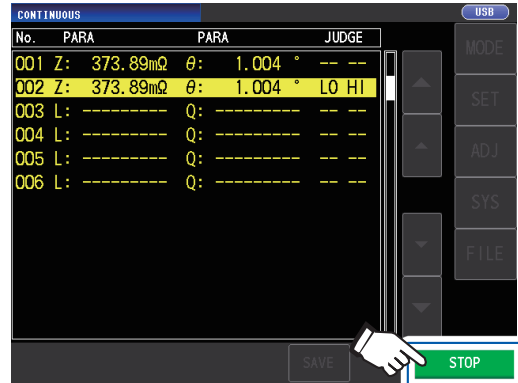 CONTINUOUS USB
No. PARA PARA JUDGE
001 Z: 373.89mΩ θ: 1.004 ° -- --
002 Z: 373.89mΩ θ: 1.004 ° LO HI
003 L: --------- Q: --------- -- --
004 L: --------- Q: --------- -- --
005 L: --------- Q: --------- -- --
006 L: --------- Q: --------- -- --
MODE
SET
ADJ
SYS
FILE
SAVE
STOP